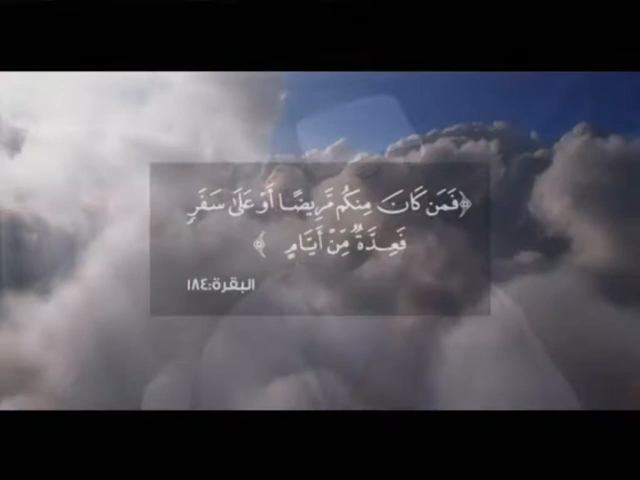 ﴿فَمَن كَانَ مِنكُم مَّرِيضًا أَوْ عَلَىٰ سَفَرٍ
فَعِدَّةٌ مِّنْ أَيَّامٍ ﴾
البقرة:١٨٤